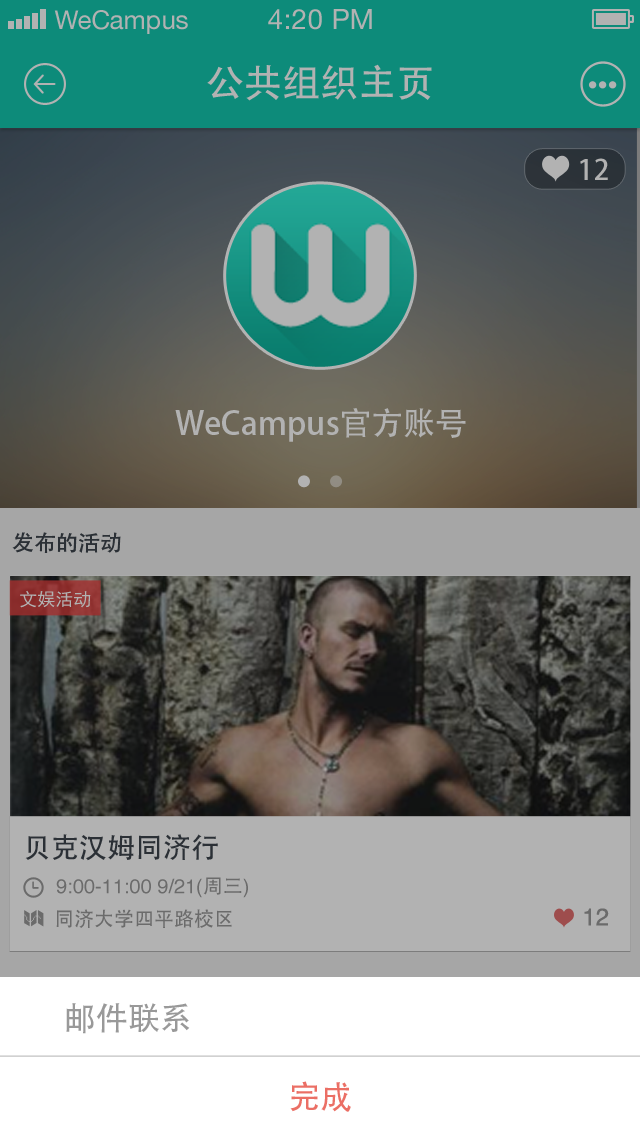 WeCampus 4:20 PM
公共组织主页
12
WeCampus官方账号
发布的活动
文娱活动
贝克汉姆同济行
9:00-11:00 9/21(周三)
同济大学四平路校区 12
邮件联系
完成